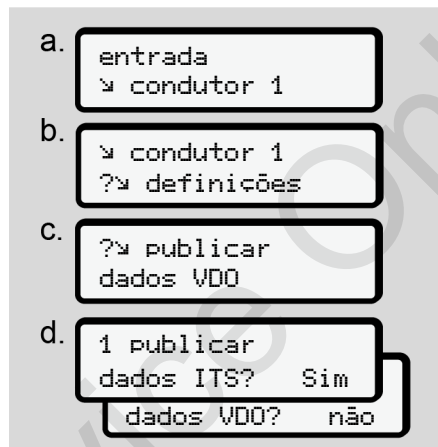 a.
entrada
↘ condutor 1
b.
↘ condutor 1
?↘ definições
c.
?↘ publicar
dados VDO
d.
1 publicar
dados ITS? Sim
dados VDO? não